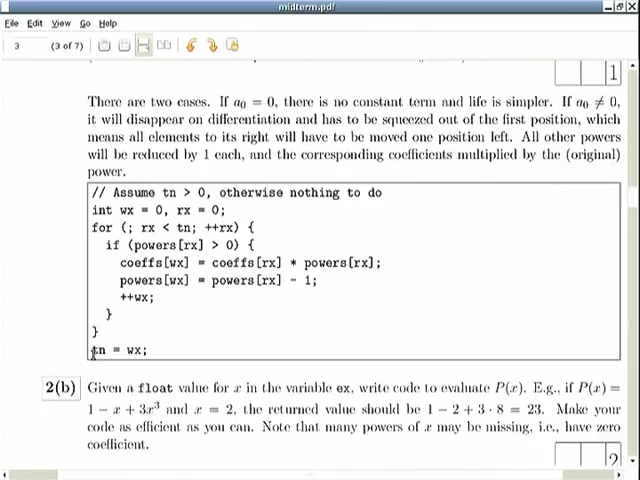 midterm.pdf
File Edit View Go Help
3 (3 of 7)
1
There are two cases. If a₀ = 0, there is no constant term and life is simpler. If a₀ ≠ 0,
it will disappear on differentiation and has to be squeezed out of the first position, which
means all elements to its right will have to be moved one position left. All other powers
will be reduced by 1 each, and the corresponding coefficients multiplied by the (original)
power.
// Assume tn > 0, otherwise nothing to do
int wx = 0, rx = 0;
for (; rx < tn; ++rx) {
if (powers[rx] > 0) {
coeffs[wx] = coeffs[rx] * powers[rx];
powers[wx] = powers[rx] - 1;
++wx;
}
}
tn = wx;
2(b) Given a float value for x in the variable ex, write code to evaluate P(x). E.g., if P(x) =
1 − x + 3x³ and x = 2, the returned value should be 1 − 2 + 3 · 8 = 23. Make your
code as efficient as you can. Note that many powers of x may be missing, i.e., have zero
coefficient.
2